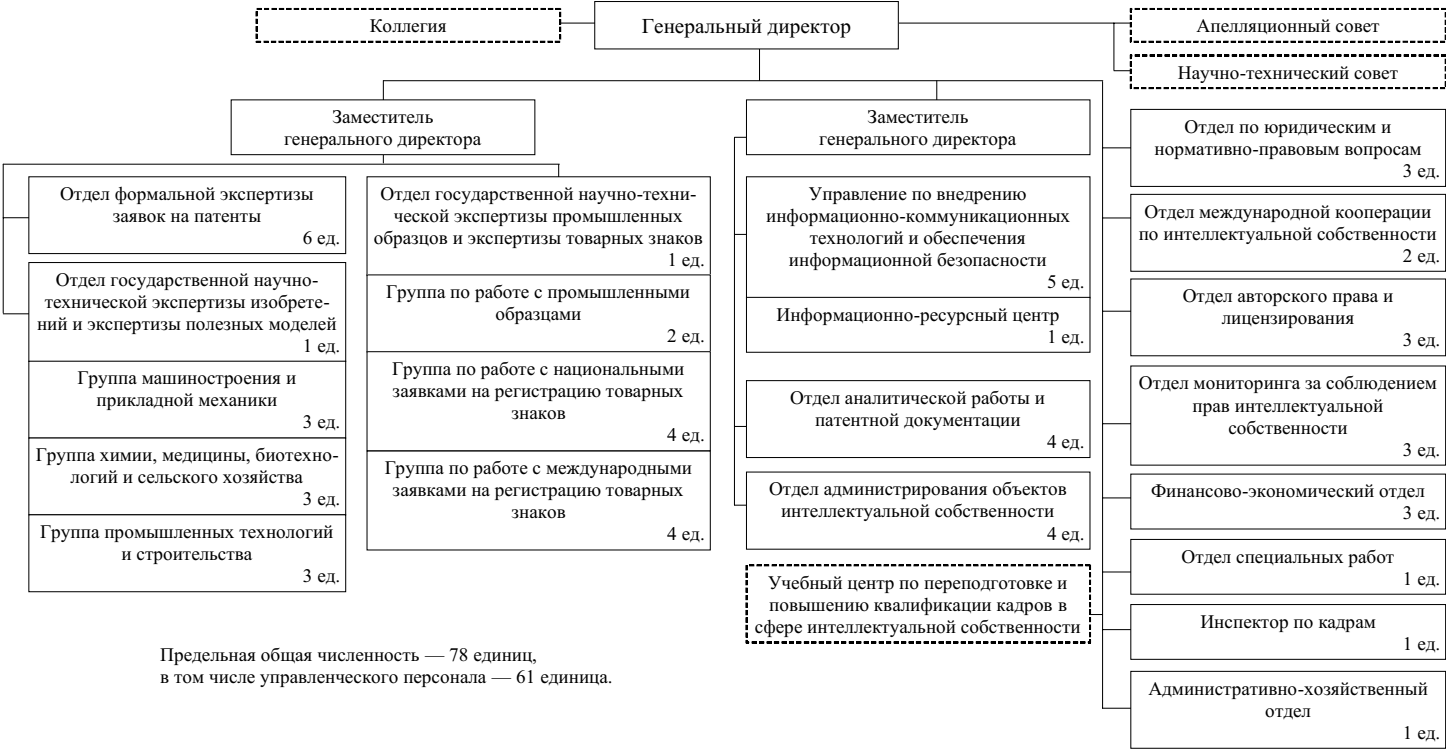 Коллегия
Генеральный директор
Апелляционный совет
Научно-технический совет
Заместитель
генерального директора
Отдел формальной экспертизы
заявок на патенты
6 ед.
Отдел государственной научно-
технической экспертизы изобрете-
ний и экспертизы полезных моделей
1 ед.
Группа машиностроения и
прикладной механики
3 ед.
Группа химии, медицины, биотехно-
логий и сельского хозяйства
3 ед.
Группа промышленных технологий
и строительства
3 ед.
Отдел государственной научно-техни-
ческой экспертизы промышленных
образцов и экспертизы товарных знаков
1 ед.
Группа по работе с промышленными
образцами
2 ед.
Группа по работе с национальными
заявками на регистрацию товарных
знаков
4 ед.
Группа по работе с международными
заявками на регистрацию товарных
знаков
4 ед.
Заместитель
генерального директора
Управление по внедрению
информационно-коммуникационных
технологий и обеспечения
информационной безопасности
5 ед.
Информационно-ресурсный центр
1 ед.
Отдел аналитической работы и
патентной документации
4 ед.
Отдел администрирования объектов
интеллектуальной собственности
4 ед.
Учебный центр по переподготовке и
повышению квалификации кадров в
сфере интеллектуальной собственности
Отдел по юридическим и
нормативно-правовым вопросам
3 ед.
Отдел международной кооперации
по интеллектуальной собственности
2 ед.
Отдел авторского права и
лицензирования
3 ед.
Отдел мониторинга за соблюдением
прав интеллектуальной
собственности
3 ед.
Финансово-экономический отдел
3 ед.
Отдел специальных работ
1 ед.
Инспектор по кадрам
1 ед.
Административно-хозяйственный
отдел
1 ед.
Предельная общая численность — 78 единиц,
в том числе управленческого персонала — 61 единица.